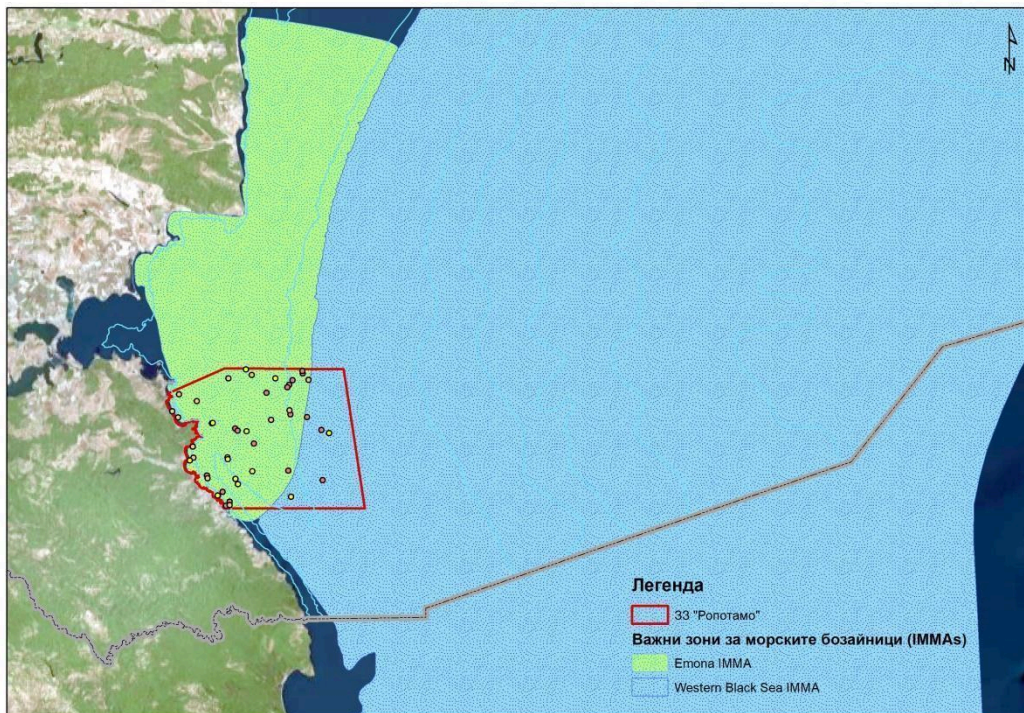 N
Легенда
ЗЗ "Ропотамо"
Важни зони за морските бозайници (IMMAs)
Emona IMMA
Western Black Sea IMMA